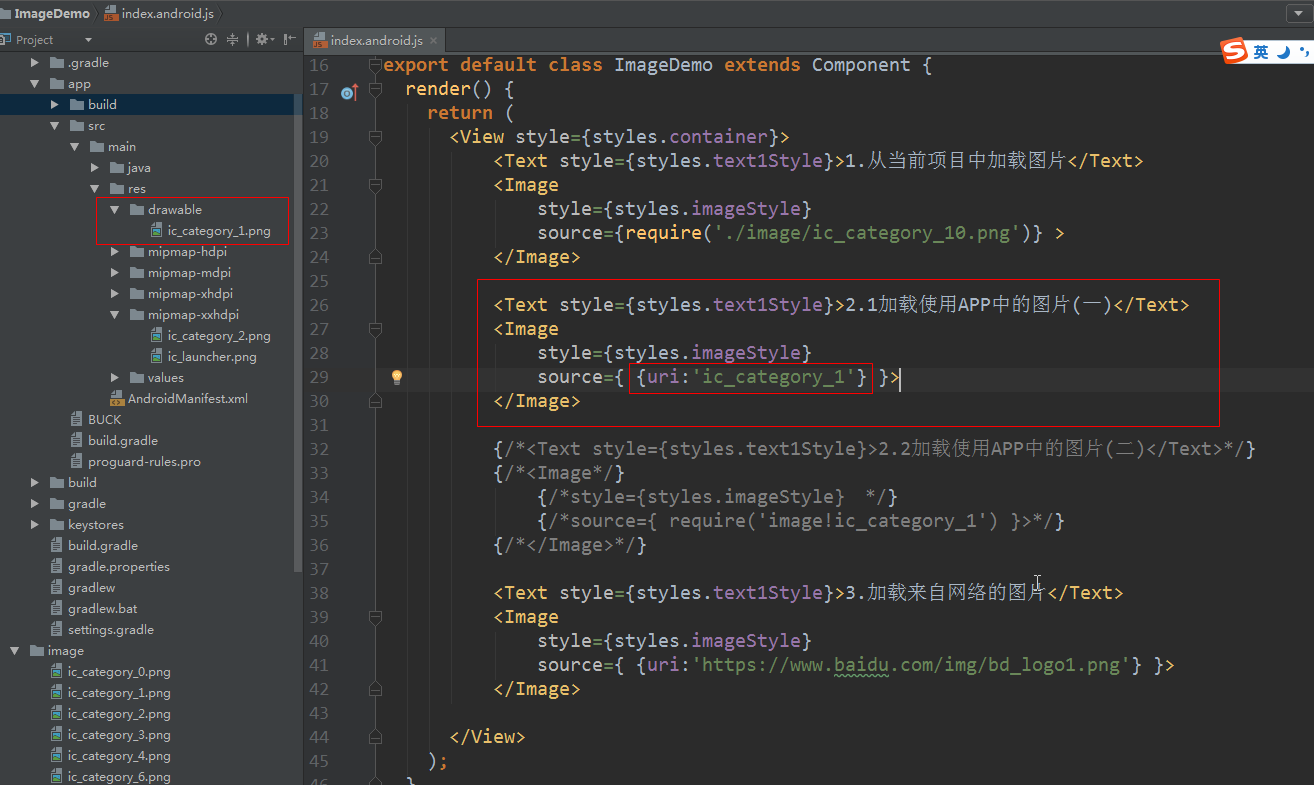 ImageDemo index.android.js
Project
index.android.js
英
.gradle
app
build
src
main
java
res
drawable
ic_category_1.png
mipmap-hdpi
mipmap-mdpi
mipmap-xhdpi
mipmap-xxhdpi
ic_category_2.png
ic_launcher.png
values
AndroidManifest.xml
BUCK
build.gradle
proguard-rules.pro
build
gradle
keystores
build.gradle
gradle.properties
gradlew
gradlew.bat
settings.gradle
image
ic_category_0.png
ic_category_1.png
ic_category_2.png
ic_category_3.png
ic_category_4.png
ic_category_6.png
16 export default class ImageDemo extends Component {
17 render() {
18 return (
19 <View style={styles.container}>
20 <Text style={styles.text1Style}>1.从当前项目中加载图片</Text>
21 <Image
22 style={styles.imageStyle}
23 source={require('./image/ic_category_10.png')} >
24 </Image>
25
26 <Text style={styles.text1Style}>2.1加载使用APP中的图片(一)</Text>
27 <Image
28 style={styles.imageStyle}
29 source={ {uri:'ic_category_1'} }>
30 </Image>
31
32 {/*<Text style={styles.text1Style}>2.2加载使用APP中的图片(二)</Text>*/}
33 {/*<Image*/}
34 {/*style={styles.imageStyle} */}
35 {/*source={ require('image!ic_category_1') }>*/}
36 {/*</Image>*/}
37
38 <Text style={styles.text1Style}>3.加载来自网络的图片</Text>
39 <Image
40 style={styles.imageStyle}
41 source={ {uri:'https://www.baidu.com/img/bd_logo1.png'} }>
42 </Image>
43
44 </View>
45 );
46 }